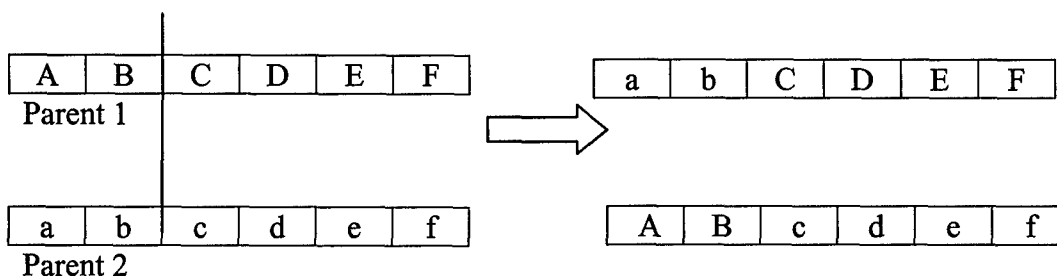 A B C D E F
Parent 1
a b c d e f
Parent 2
a b C D E F
A B c d e f